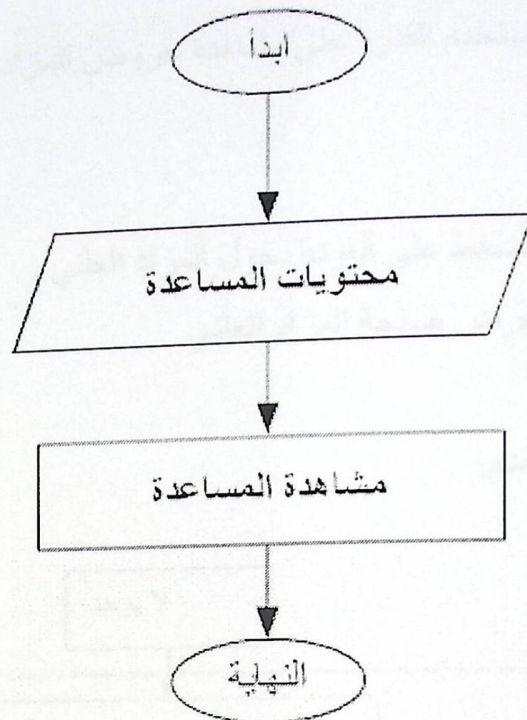 ابدأ
محتويات المساعدة
مشاهدة المساعدة
النهاية